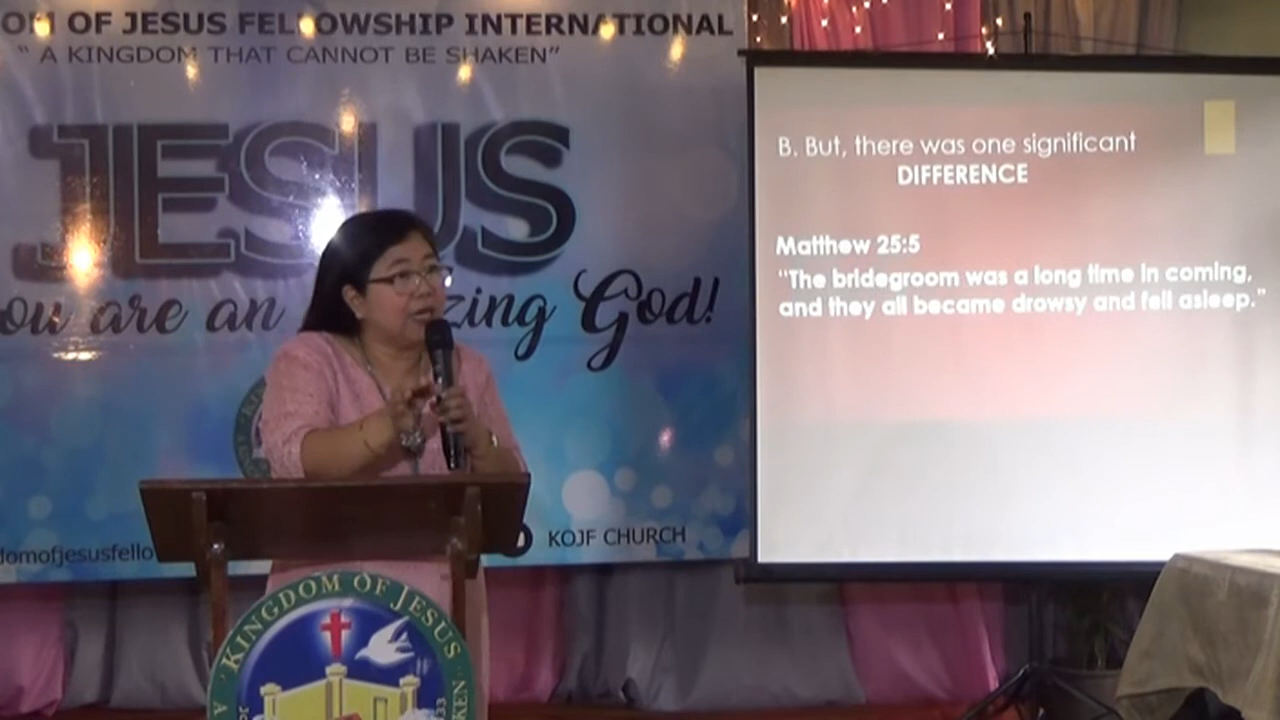 OM OF JESUS FELLOWSHIP INTERNATIONAL
“ A KINGDOM THAT CANNOT BE SHAKEN”
JESUS
ou are an zing God!
KOJF CHURCH
domofjesusfello
KINGDOM OF JESUS
B. But, there was one significant
DIFFERENCE
Matthew 25:5
“The bridegroom was a long time in coming,
and they all became drowsy and fell asleep.”